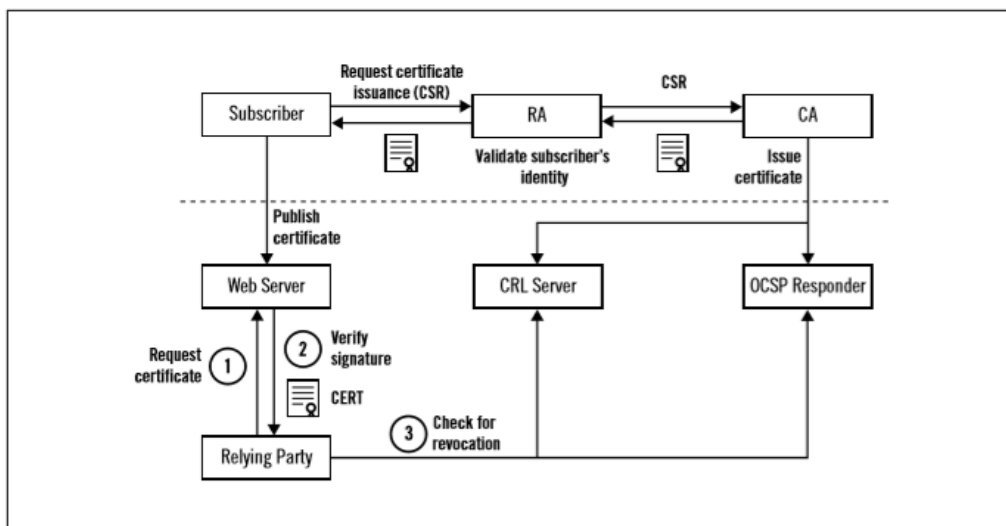 Request certificate
issuance (CSR)
CSR
Subscriber
RA
CA
Validate subscriber's
identity
Issue
certificate
Publish
certificate
Web Server
CRL Server
OCSP Responder
Request
certificate
1
2
Verify
signature
CERT
3
Check for
revocation
Relying Party